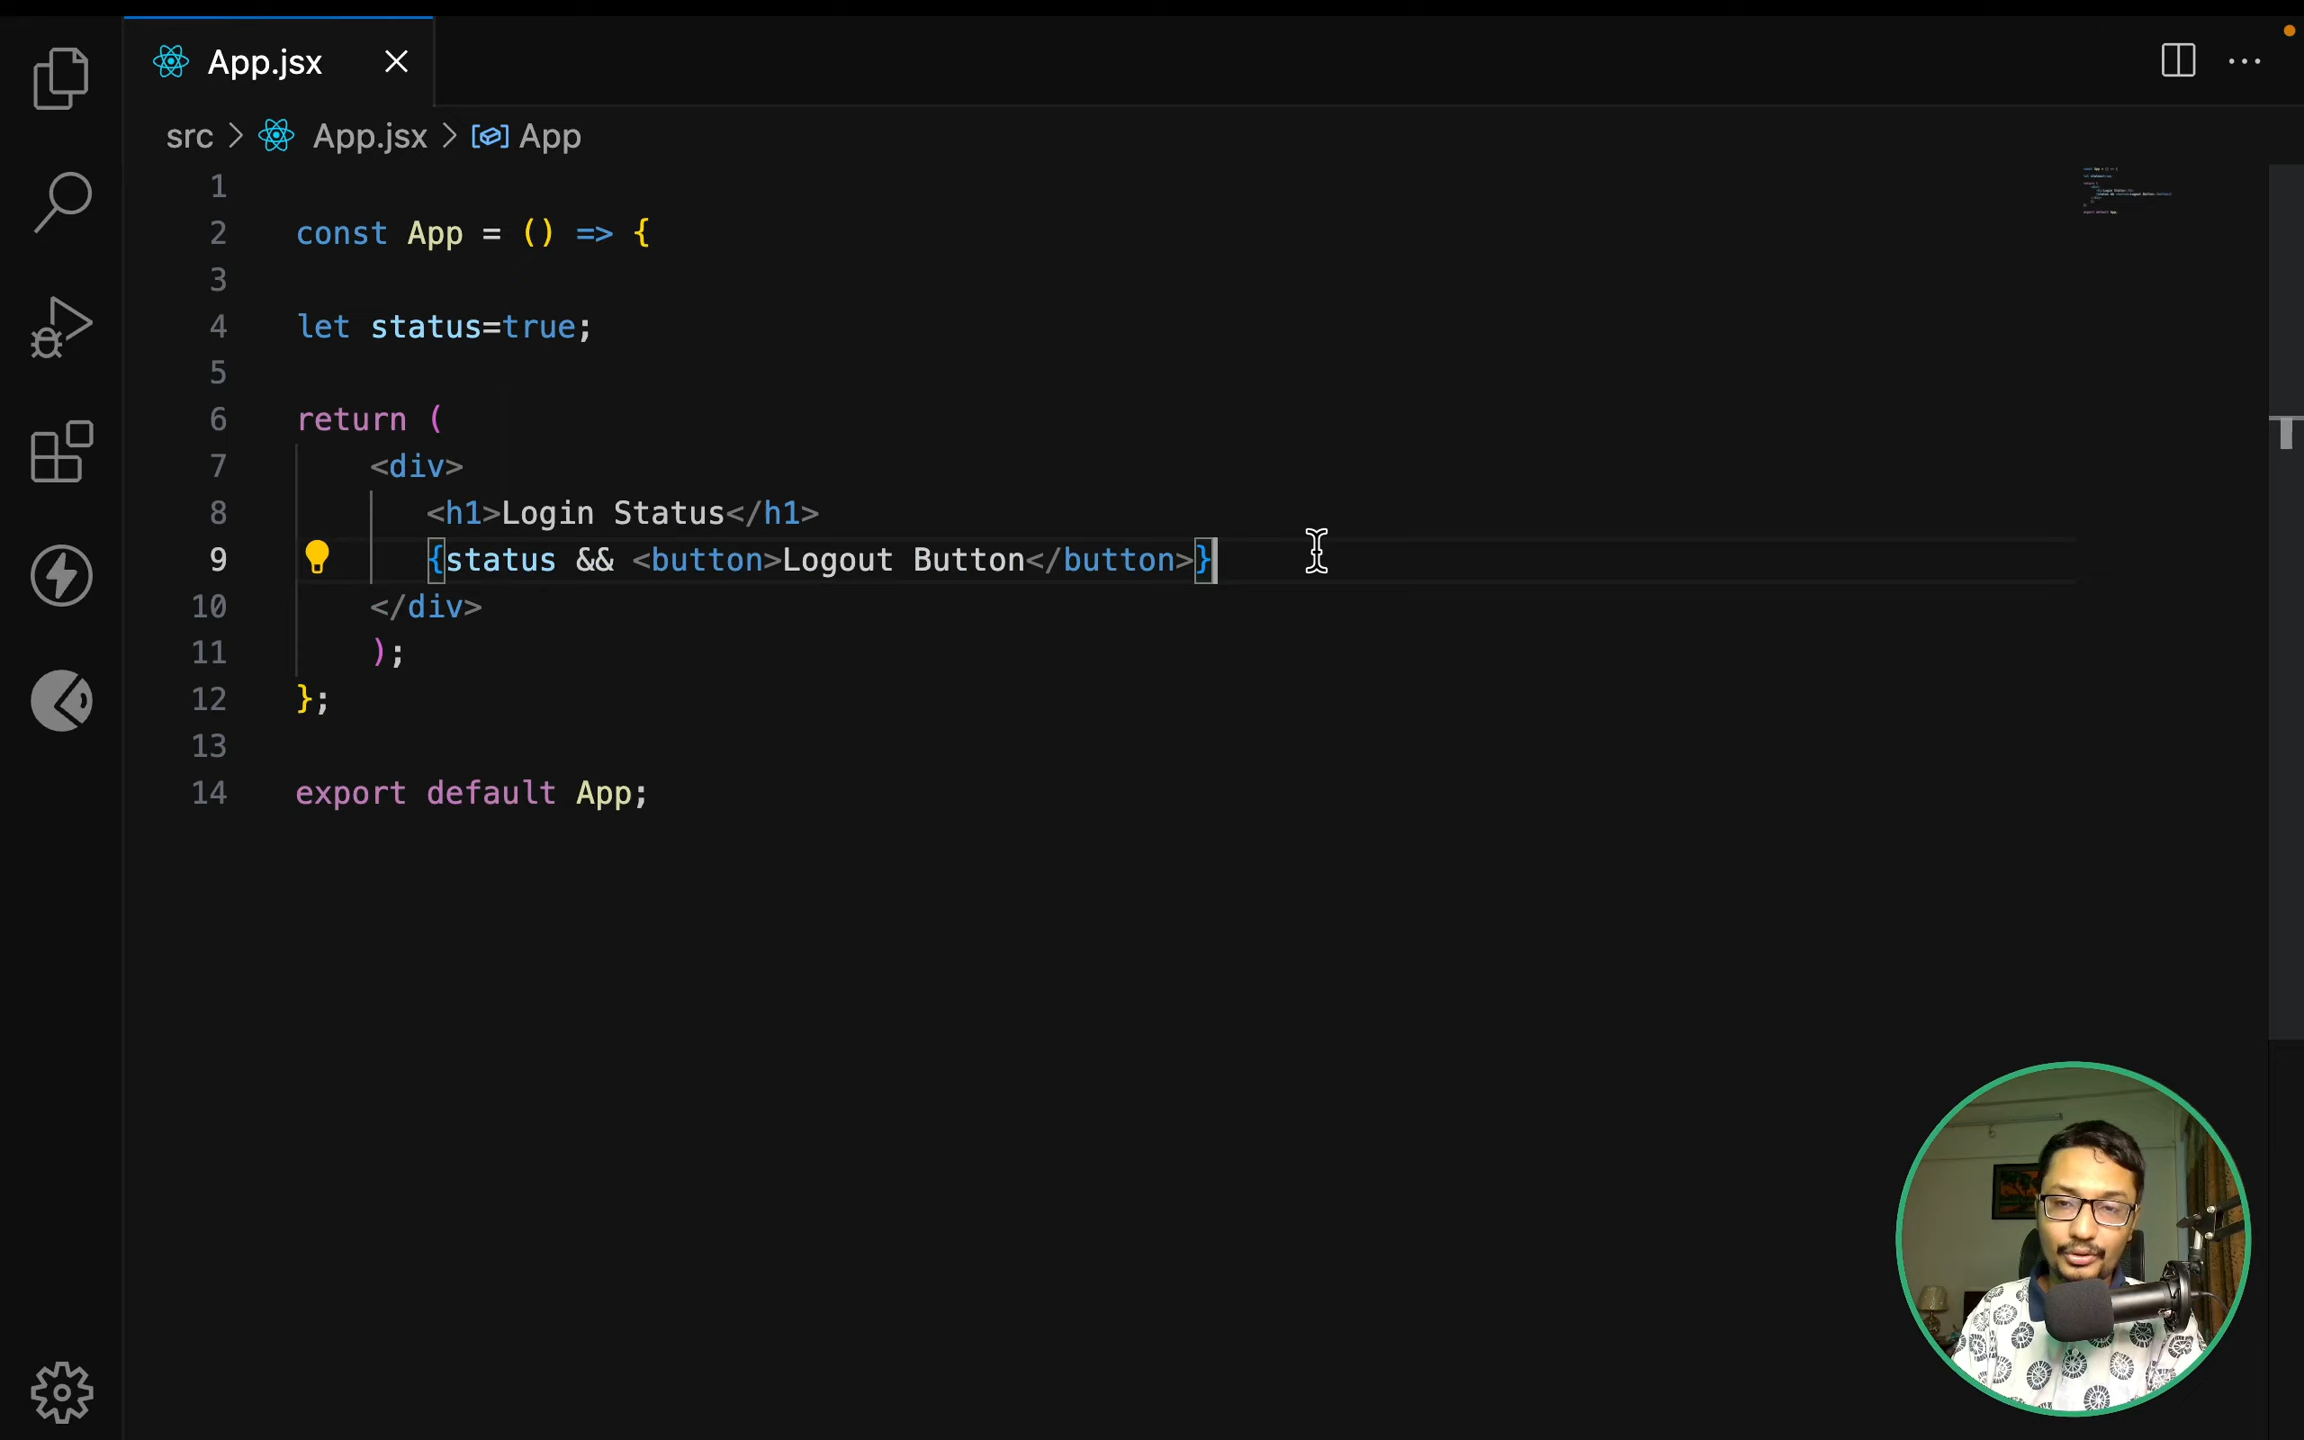 App.jsx
src > App.jsx > App
1
2 const App = () => {
3
4 let status=true;
5
6 return (
7 <div>
8 <h1>Login Status</h1>
9 {status && <button>Logout Button</button>}
10 </div>
11 );
12 };
13
14 export default App;